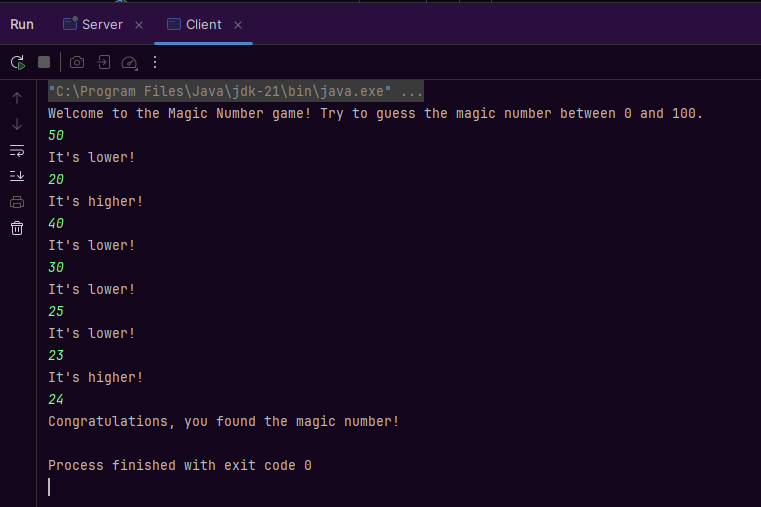 Run Server Client
"C:\Program Files\Java\jdk-21\bin\java.exe" ...
Welcome to the Magic Number game! Try to guess the magic number between 0 and 100.
50
It's lower!
20
It's higher!
40
It's lower!
30
It's lower!
25
It's lower!
23
It's higher!
24
Congratulations, you found the magic number!
Process finished with exit code 0